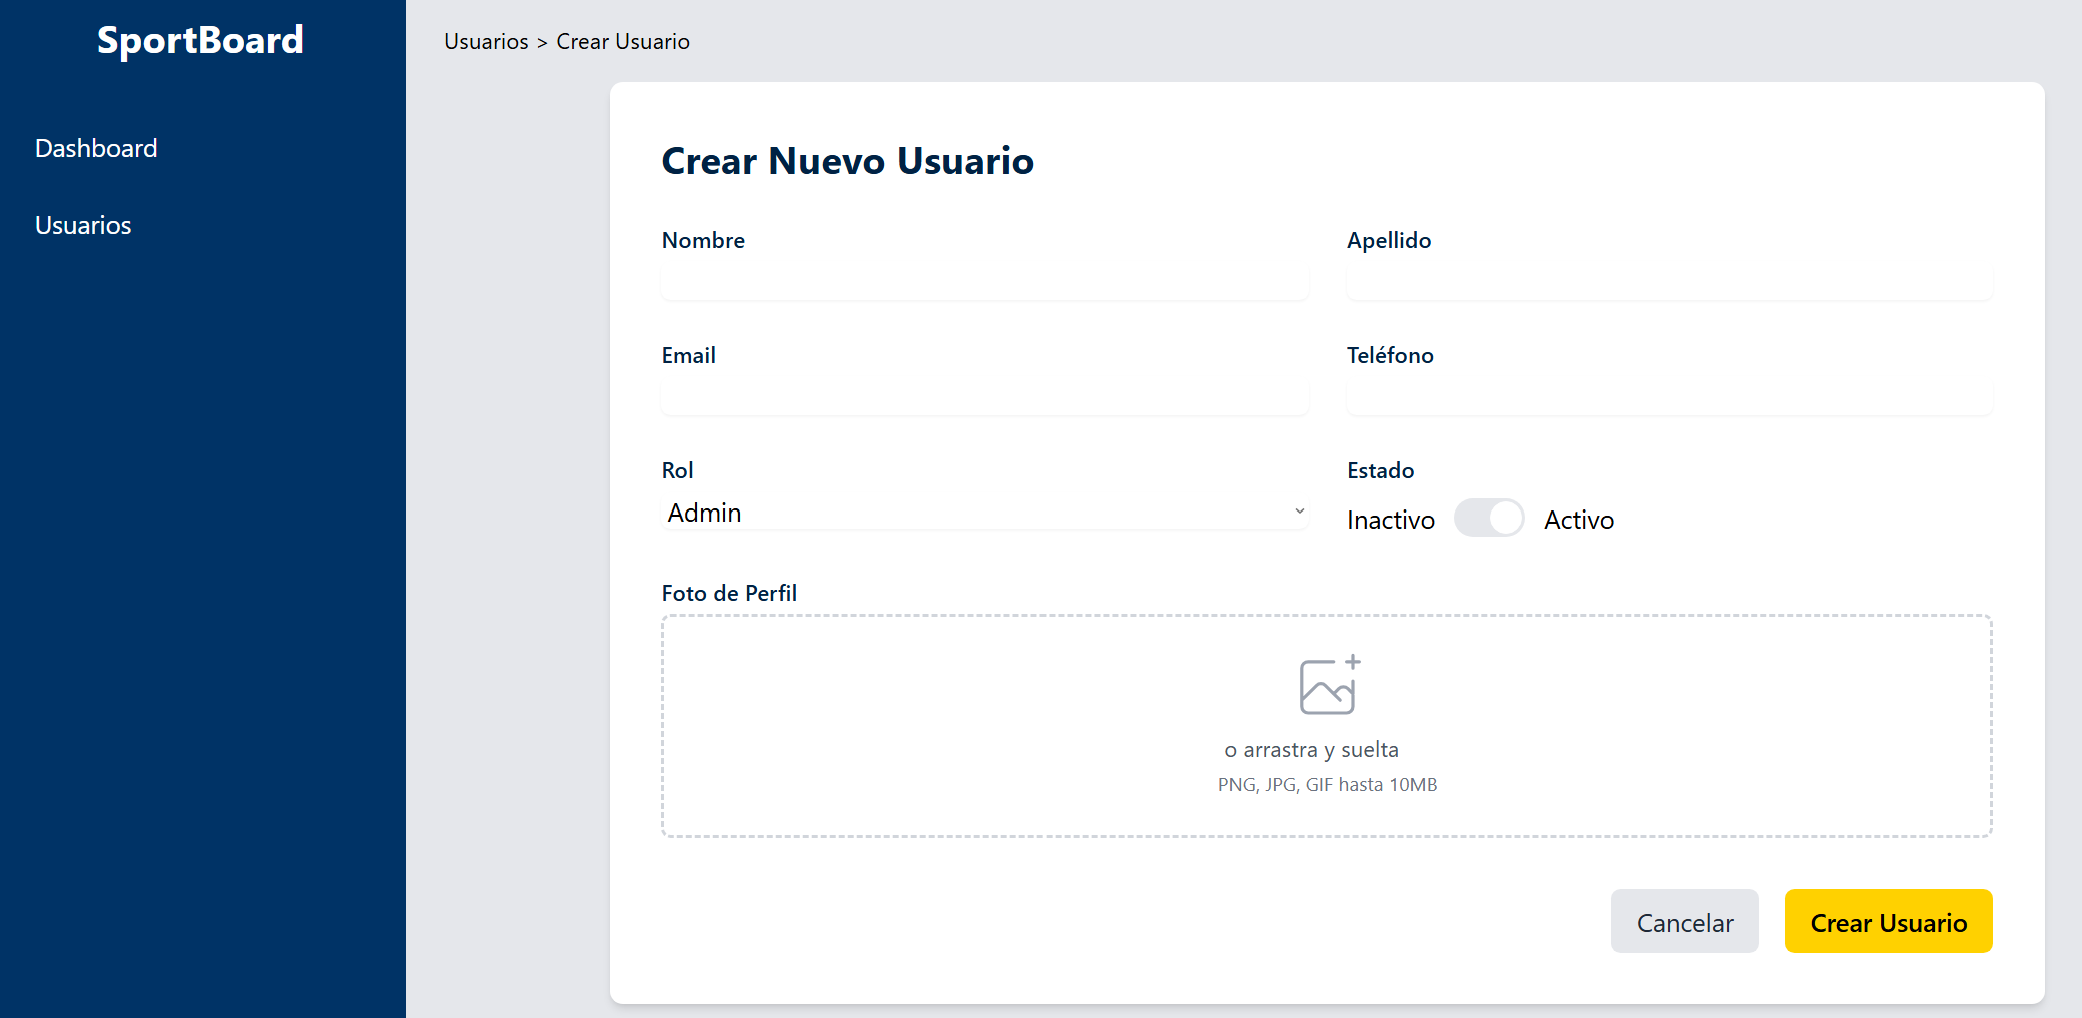 SportBoard
Dashboard
Usuarios
Usuarios > Crear Usuario
Crear Nuevo Usuario
Nombre
Apellido
Email
Teléfono
Rol
Admin
Estado
Inactivo
Activo
Foto de Perfil
o arrastra y suelta
PNG, JPG, GIF hasta 10MB
Cancelar
Crear Usuario